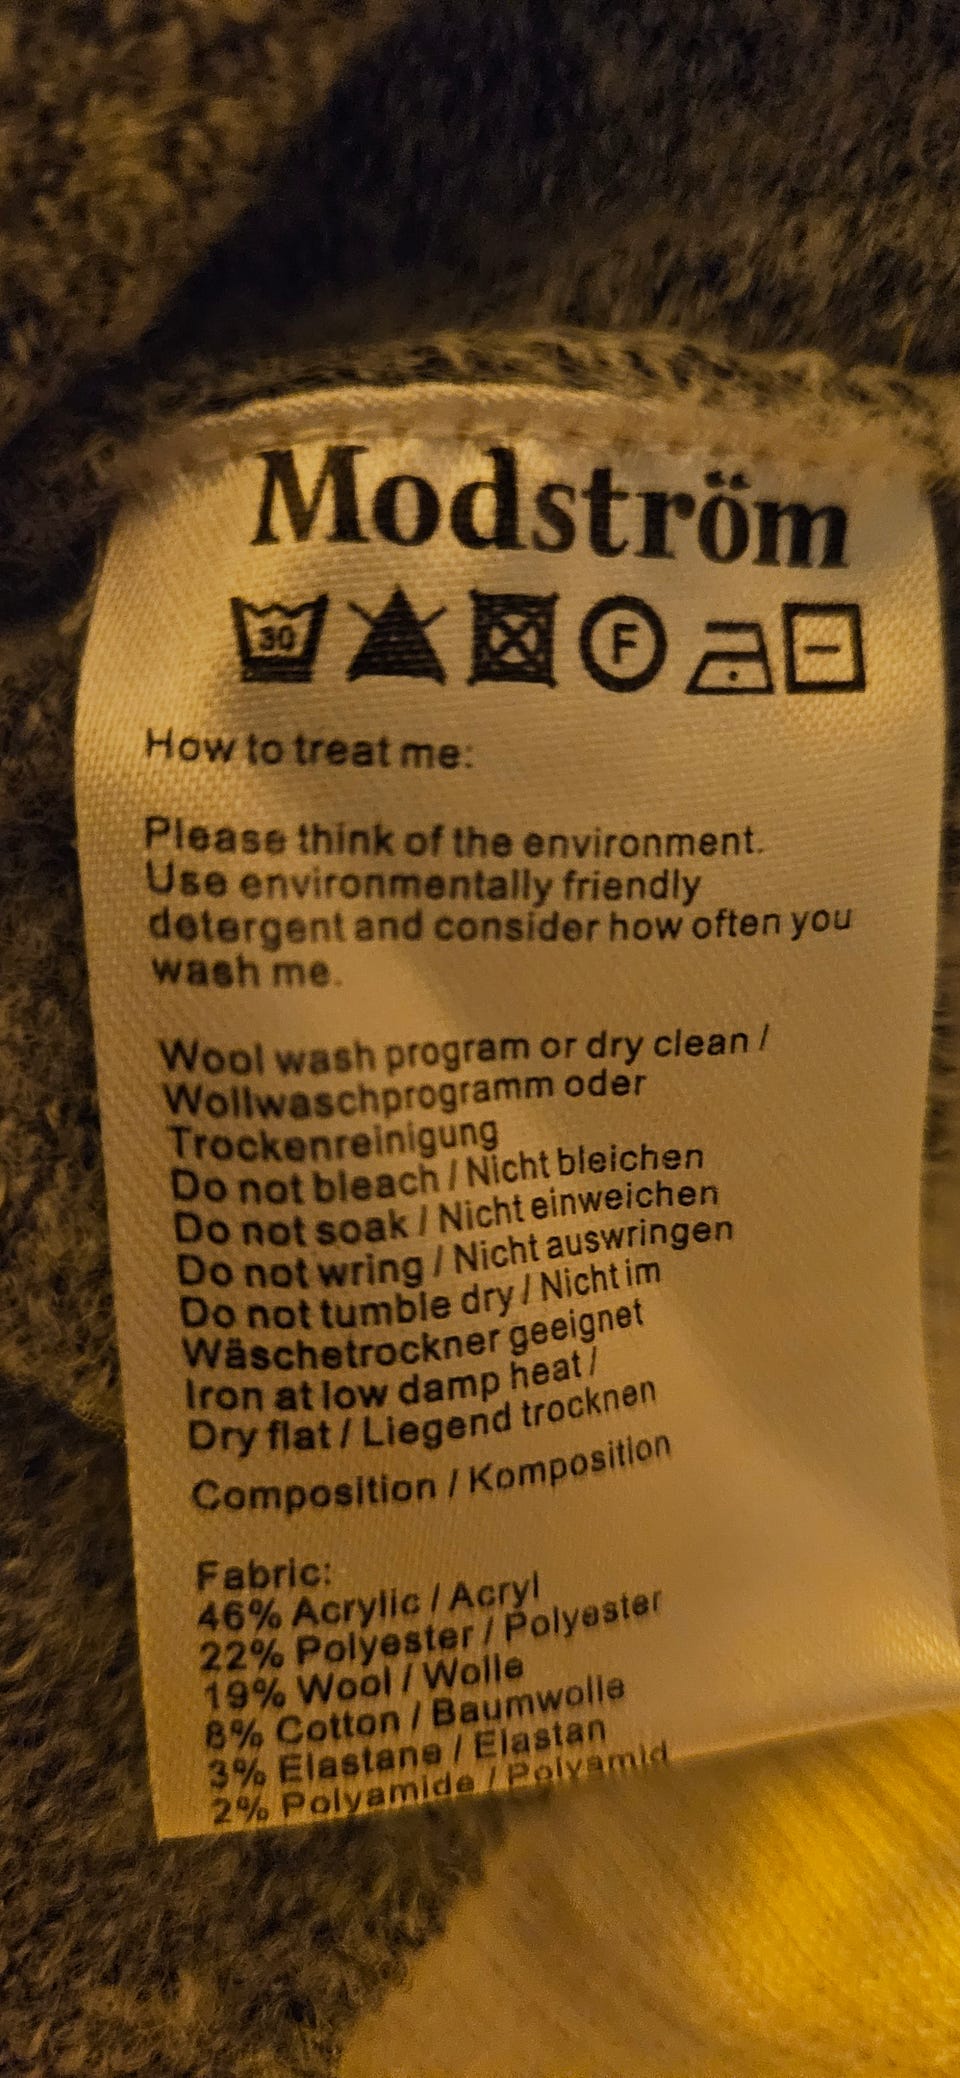 Modström
30
F
How to treat me:
Please think of the environment.
Use environmentally friendly
detergent and consider how often you
wash me.
Wool wash program or dry clean /
Wollwaschprogramm oder
Trockenreinigung
Do not bleach / Nicht bleichen
Do not soak / Nicht einweichen
Do not wring / Nicht auswringen
Do not tumble dry / Nicht im
Wäschetrockner geeignet
Iron at low damp heat /
Dry flat / Liegend trocknen
Composition / Komposition
Fabric:
46% Acrylic / Acryl
22% Polyester / Polyester
19% Wool / Wolle
8% Cotton / Baumwolle
3% Elastane / Elastan
2% Polyamide / Polyamid